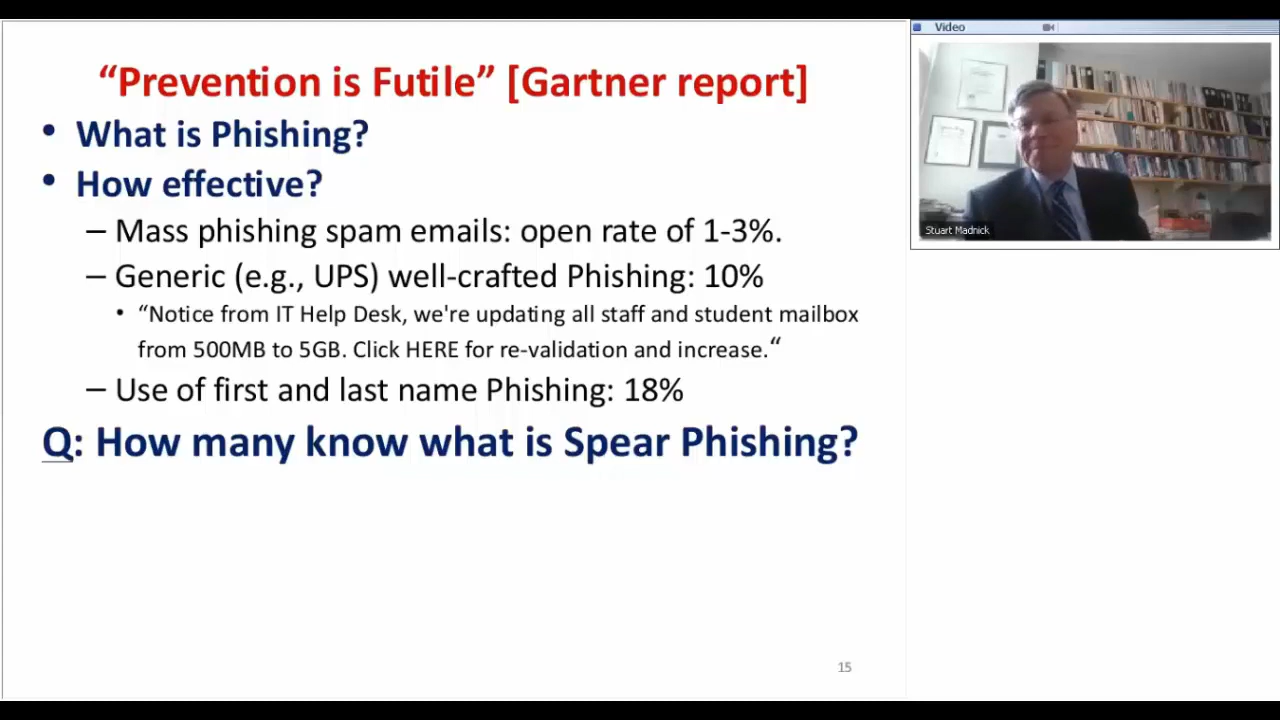 “Prevention is Futile” [Gartner report]
• What is Phishing?
• How effective?
– Mass phishing spam emails: open rate of 1-3%.
– Generic (e.g., UPS) well-crafted Phishing: 10%
• “Notice from IT Help Desk, we're updating all staff and student mailbox
from 500MB to 5GB. Click HERE for re-validation and increase.“
– Use of first and last name Phishing: 18%
Q: How many know what is Spear Phishing?
15
Video
Stuart Madnick